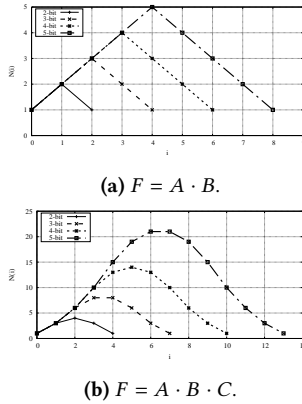 5
4
3
2
1
0
N(i)
2-bit
3-bit
4-bit
5-bit
0 1 2 3 4 5 6 7 8
i
(a) F = A · B.
25
20
15
10
5
0
N(i)
2-bit
3-bit
4-bit
5-bit
0 2 4 6 8 10 12 14
i
(b) F = A · B · C.